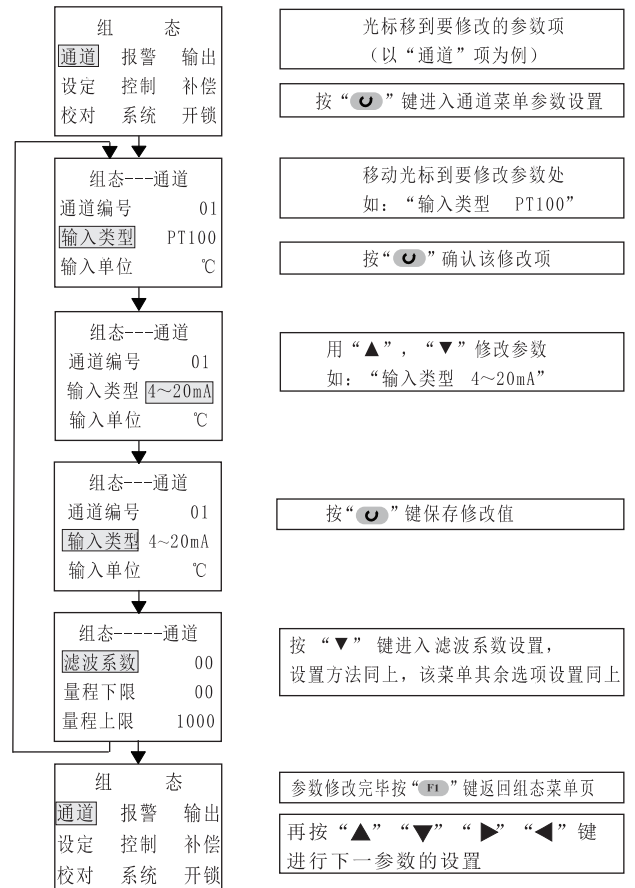 组 态
通道 报警 输出
设定 控制 补偿
校对 系统 开锁
光标移到要修改的参数项
（以“通道”项为例）
按“ ”键进入通道菜单参数设置
组态---通道
通道编号 01
输入类型 PT100
输入单位 ℃
移动光标到要修改参数处
如：“输入类型 PT100”
按“ ”确认该修改项
组态---通道
通道编号 01
输入类型 4～20mA
输入单位 ℃
用“▲”，“▼”修改参数
如：“输入类型 4～20mA”
组态---通道
通道编号 01
输入类型 4～20mA
输入单位 ℃
按“ ”键保存修改值
组态-----通道
滤波系数 00
量程下限 00
量程上限 1000
按 “▼” 键进入滤波系数设置，
设置方法同上，该菜单其余选项设置同上
组 态
通道 报警 输出
设定 控制 补偿
校对 系统 开锁
参数修改完毕按“F1”键返回组态菜单页
再按“▲”“▼”“▶”“◀”键
进行下一参数的设置